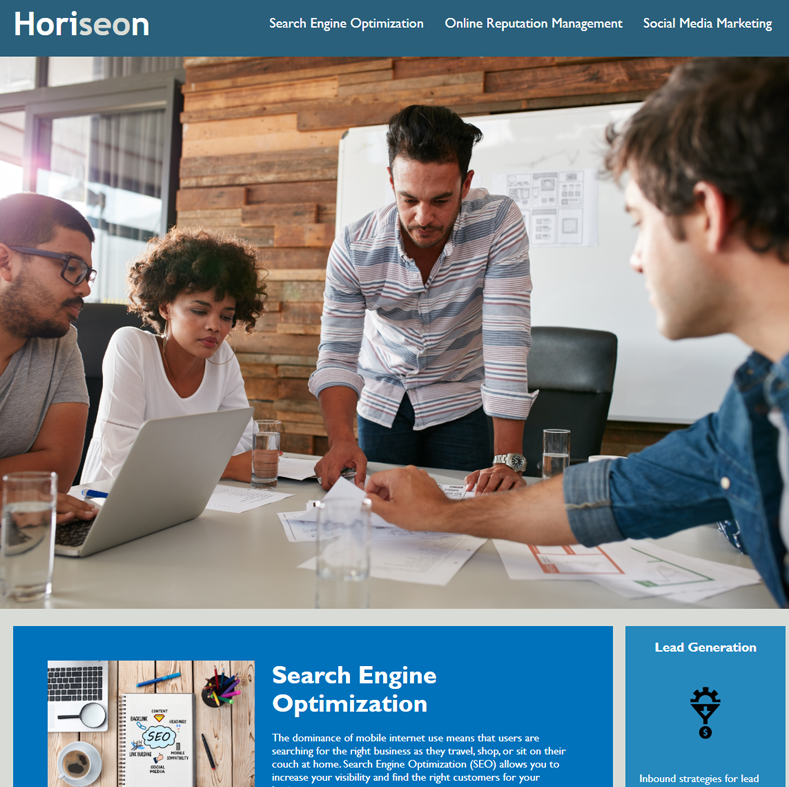 Horiseon
Search Engine Optimization
Online Reputation Management
Social Media Marketing
Search Engine
Optimization
The dominance of mobile internet use means that users are
searching for the right business as they travel, shop, or sit on their
couch at home. Search Engine Optimization (SEO) allows you to
increase your visibility and find the right customers for your
CONTENT
BACKLINK
KEYWORDS
SEO
LINK BUILDING
MOBILE
COMPATIBILITY
SOCIAL
MEDIA
Lead Generation
$
Inbound strategies for lead